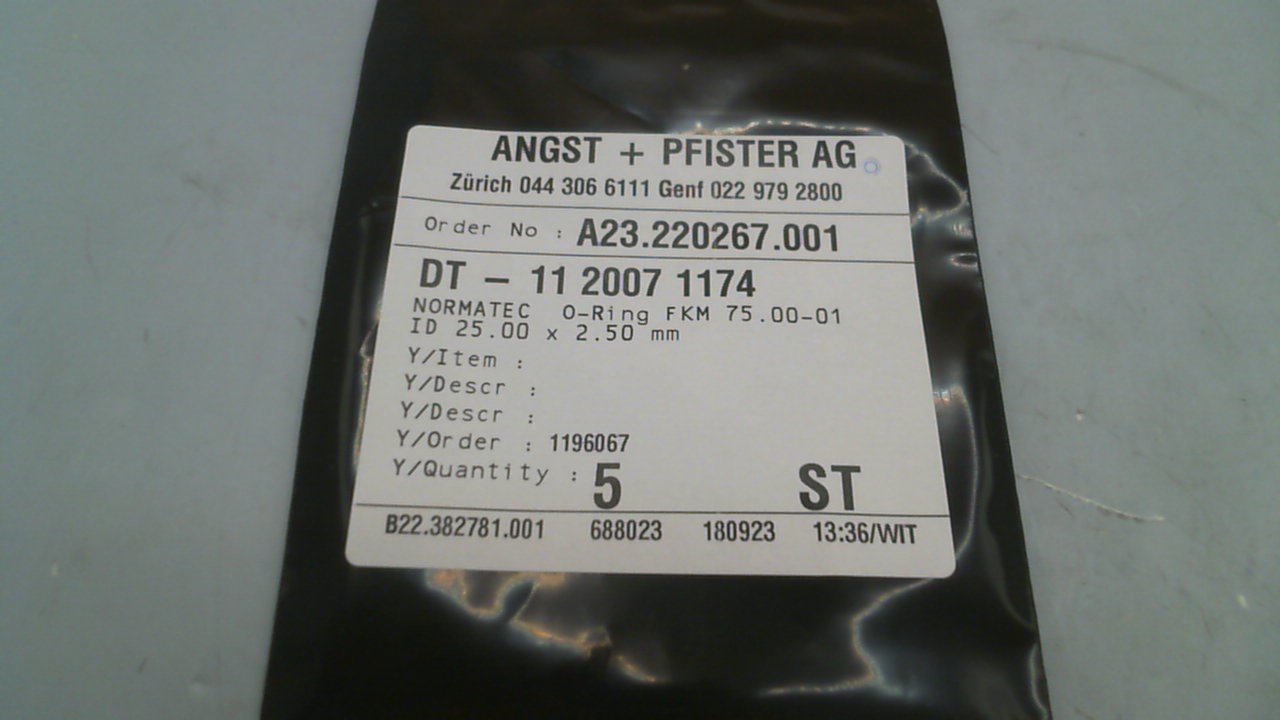 ANGST + PFISTER AG
Zürich 044 306 6111 Genf 022 979 2800
Order No : A23.220267.001
DT - 11 2007 1174
NORMATEC O-Ring FKM 75.00-01
ID 25.00 x 2.50 mm
Y/Item :
Y/Descr :
Y/Descr :
Y/Order : 1196067
Y/Quantity : 5 ST
B22.382781.001 688023 180923 13:36/WIT